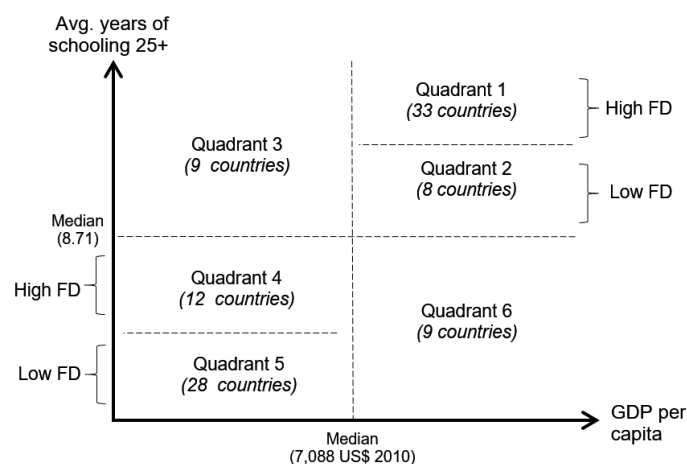 Avg. years of
schooling 25+
Quadrant 1
(33 countries)
High FD
Quadrant 3
(9  countries)
Quadrant 2
(8 countries)
Low FD
Median
(8.71)
High FD
Quadrant 4
(12  countries)
Quadrant 6
(9 countries)
Low FD
Quadrant 5
(28  countries)
GDP per
capita
Median
(7,088 US$ 2010)